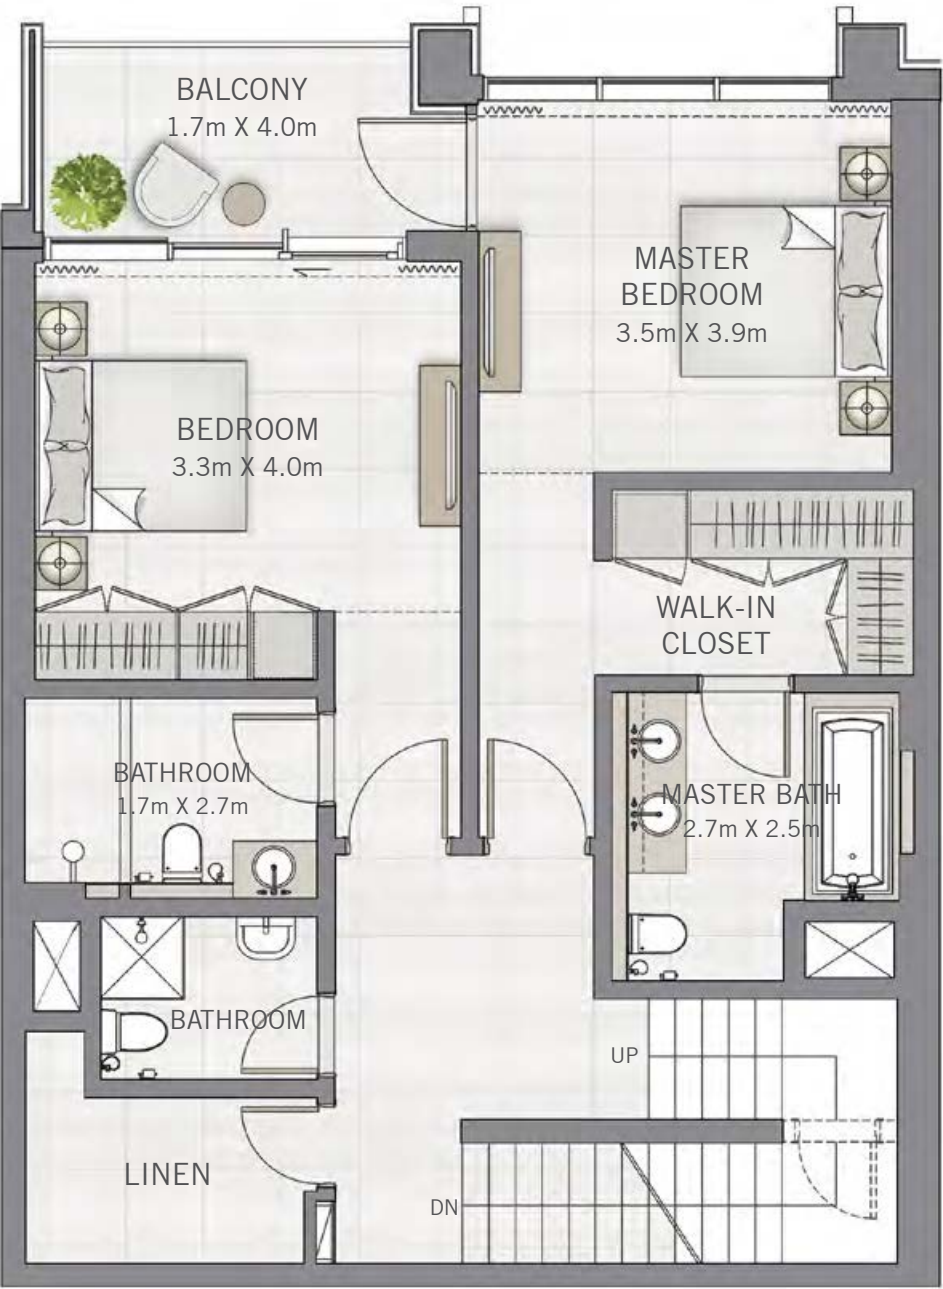 BALCONY
1.7m X 4.0m
MASTER
BEDROOM
3.5m X 3.9m
BEDROOM
3.3m X 4.0m
WALK-IN
CLOSET
BATHROOM
1.7m X 2.7m
MASTER BATH
2.7m X 2.5m
BATHROOM
UP
LINEN
DN